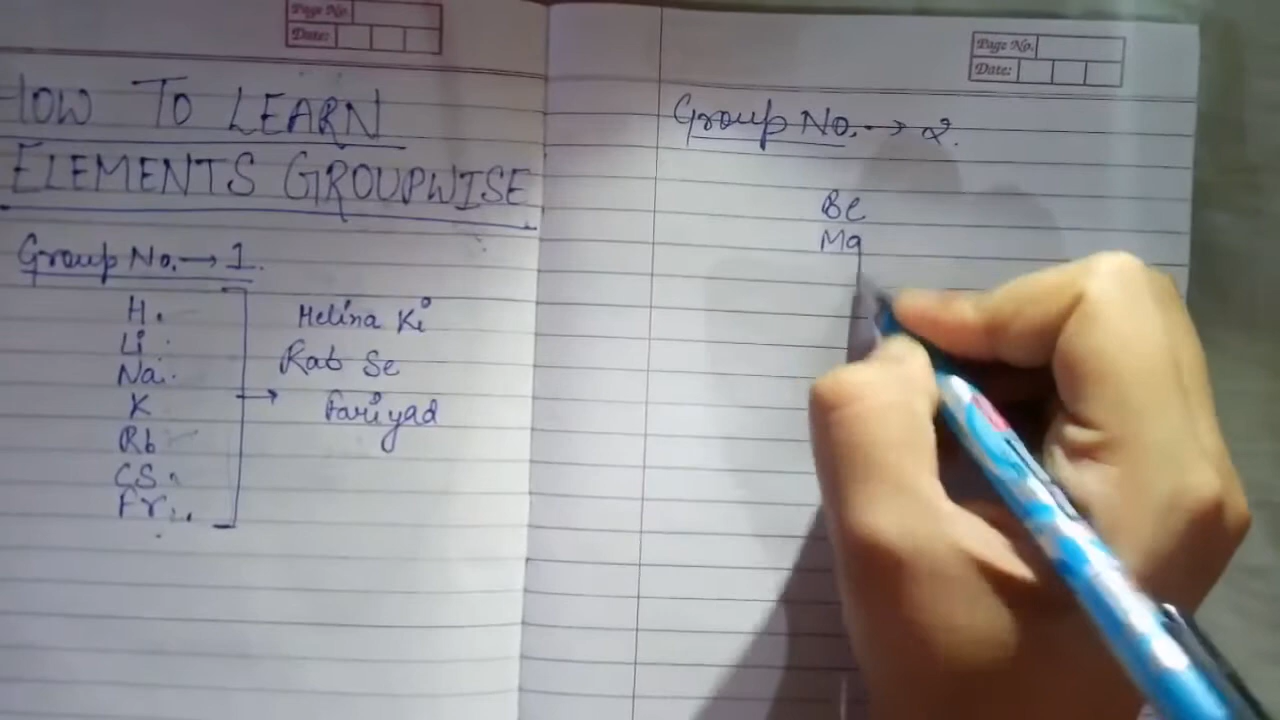 Page No.
Date:
HOW TO LEARN
ELEMENTS GROUPWISE
Group No. → 1.
H.
Li
Na.
K
Rb
CS.
Fr..
→ Helina Ki
Rab Se
Fariyad
Page No.
Date:
Group No. → 2.
Be
Mg